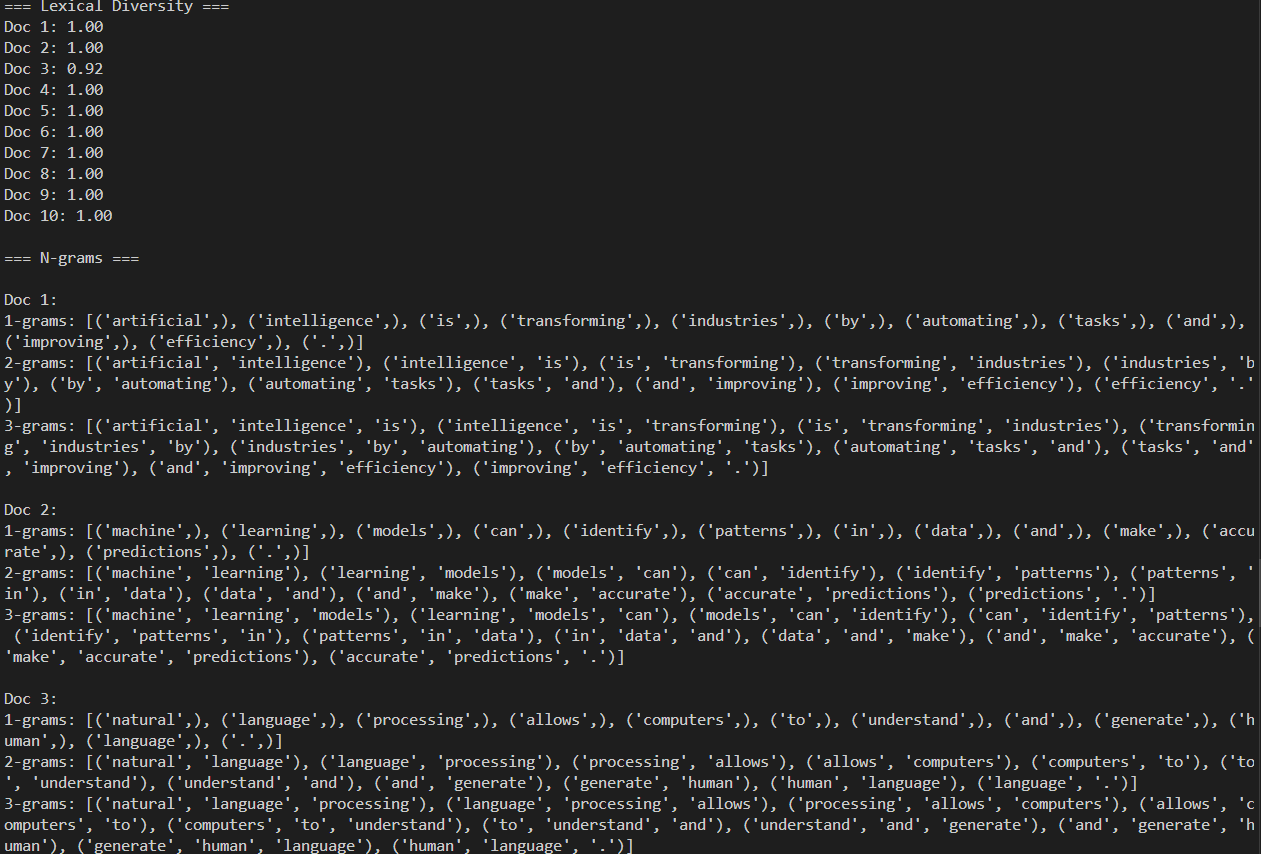 === Lexical Diversity ===
Doc 1: 1.00
Doc 2: 1.00
Doc 3: 0.92
Doc 4: 1.00
Doc 5: 1.00
Doc 6: 1.00
Doc 7: 1.00
Doc 8: 1.00
Doc 9: 1.00
Doc 10: 1.00
=== N-grams ===
Doc 1:
1-grams: [('artificial',), ('intelligence',), ('is',), ('transforming',), ('industries',), ('by',), ('automating',), ('tasks',), ('and',),
('improving',), ('efficiency',), ('.',)]
2-grams: [('artificial', 'intelligence'), ('intelligence', 'is'), ('is', 'transforming'), ('transforming', 'industries'), ('industries', 'b
y'), ('by', 'automating'), ('automating', 'tasks'), ('tasks', 'and'), ('and', 'improving'), ('improving', 'efficiency'), ('efficiency', '.'
)]
3-grams: [('artificial', 'intelligence', 'is'), ('intelligence', 'is', 'transforming'), ('is', 'transforming', 'industries'), ('transformin
g', 'industries', 'by'), ('industries', 'by', 'automating'), ('by', 'automating', 'tasks'), ('automating', 'tasks', 'and'), ('tasks', 'and'
, 'improving'), ('and', 'improving', 'efficiency'), ('improving', 'efficiency', '.')]
Doc 2:
1-grams: [('machine',), ('learning',), ('models',), ('can',), ('identify',), ('patterns',), ('in',), ('data',), ('and',), ('make',), ('accu
rate',), ('predictions',), ('.',)]
2-grams: [('machine', 'learning'), ('learning', 'models'), ('models', 'can'), ('can', 'identify'), ('identify', 'patterns'), ('patterns', '
in'), ('in', 'data'), ('data', 'and'), ('and', 'make'), ('make', 'accurate'), ('accurate', 'predictions'), ('predictions', '.')]
3-grams: [('machine', 'learning', 'models'), ('learning', 'models', 'can'), ('models', 'can', 'identify'), ('can', 'identify', 'patterns'),
('identify', 'patterns', 'in'), ('patterns', 'in', 'data'), ('in', 'data', 'and'), ('data', 'and', 'make'), ('and', 'make', 'accurate'), (
'make', 'accurate', 'predictions'), ('accurate', 'predictions', '.')]
Doc 3:
1-grams: [('natural',), ('language',), ('processing',), ('allows',), ('computers',), ('to',), ('understand',), ('and',), ('generate',), ('h
uman',), ('language',), ('.',)]
2-grams: [('natural', 'language'), ('language', 'processing'), ('processing', 'allows'), ('allows', 'computers'), ('computers', 'to'), ('to
', 'understand'), ('understand', 'and'), ('and', 'generate'), ('generate', 'human'), ('human', 'language'), ('language', '.')]
3-grams: [('natural', 'language', 'processing'), ('language', 'processing', 'allows'), ('processing', 'allows', 'computers'), ('allows', 'c
omputers', 'to'), ('computers', 'to', 'understand'), ('to', 'understand', 'and'), ('understand', 'and', 'generate'), ('and', 'generate', 'h
uman'), ('generate', 'human', 'language'), ('human', 'language', '.')]